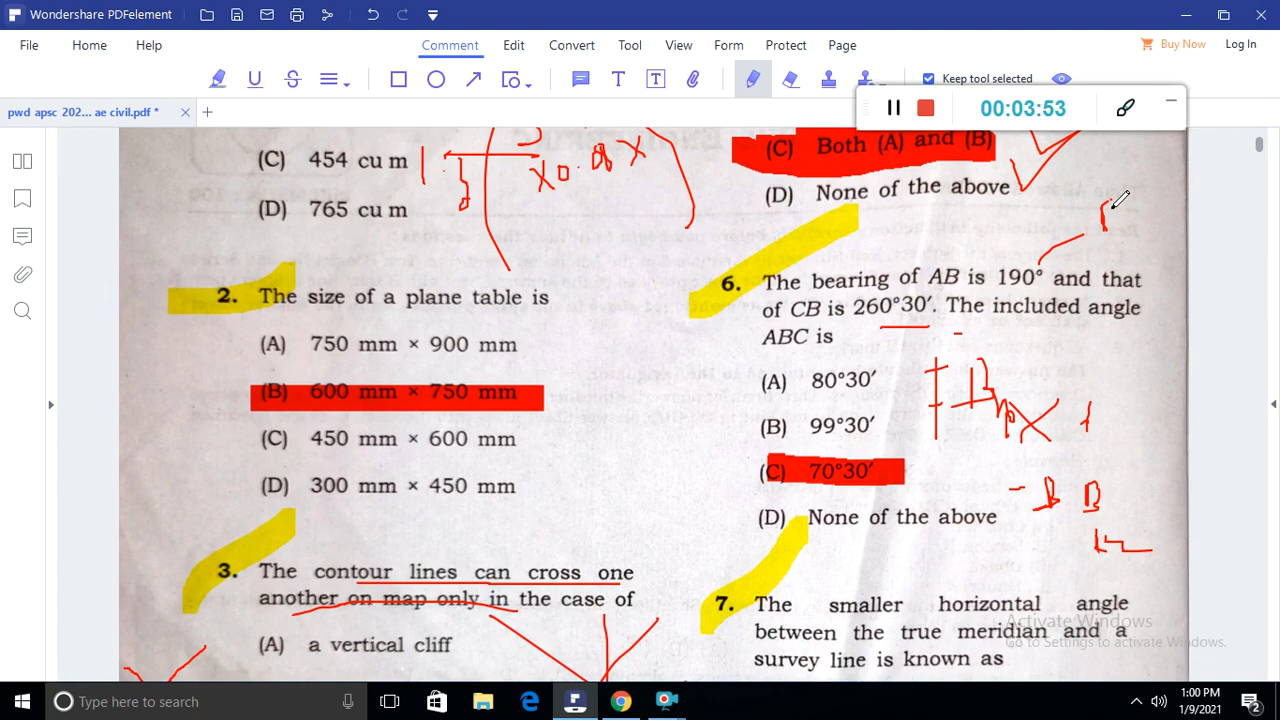 Wondershare PDFelement
File Home Help Comment Edit Convert Tool View Form Protect Page Buy Now Log In
Keep tool selected
pwd apsc 202... ae civil.pdf *
00:03:53
(C) 454 cu m
(D) 765 cu m
2. The size of a plane table is
(A) 750 mm × 900 mm
(B) 600 mm × 750 mm
(C) 450 mm × 600 mm
(D) 300 mm × 450 mm
3. The contour lines can cross one
another on map only in the case of
(A) a vertical cliff
(C) Both (A) and (B)
(D) None of the above
6. The bearing of AB is 190° and that
of CB is 260°30′. The included angle
ABC is
(A) 80°30′
(B) 99°30′
(C) 70°30′
(D) None of the above
7. The smaller horizontal angle
between the true meridian and a
survey line is known as
Activate Windows
Go to Settings to activate Windows.
Type here to search
1:00 PM
1/9/2021
2